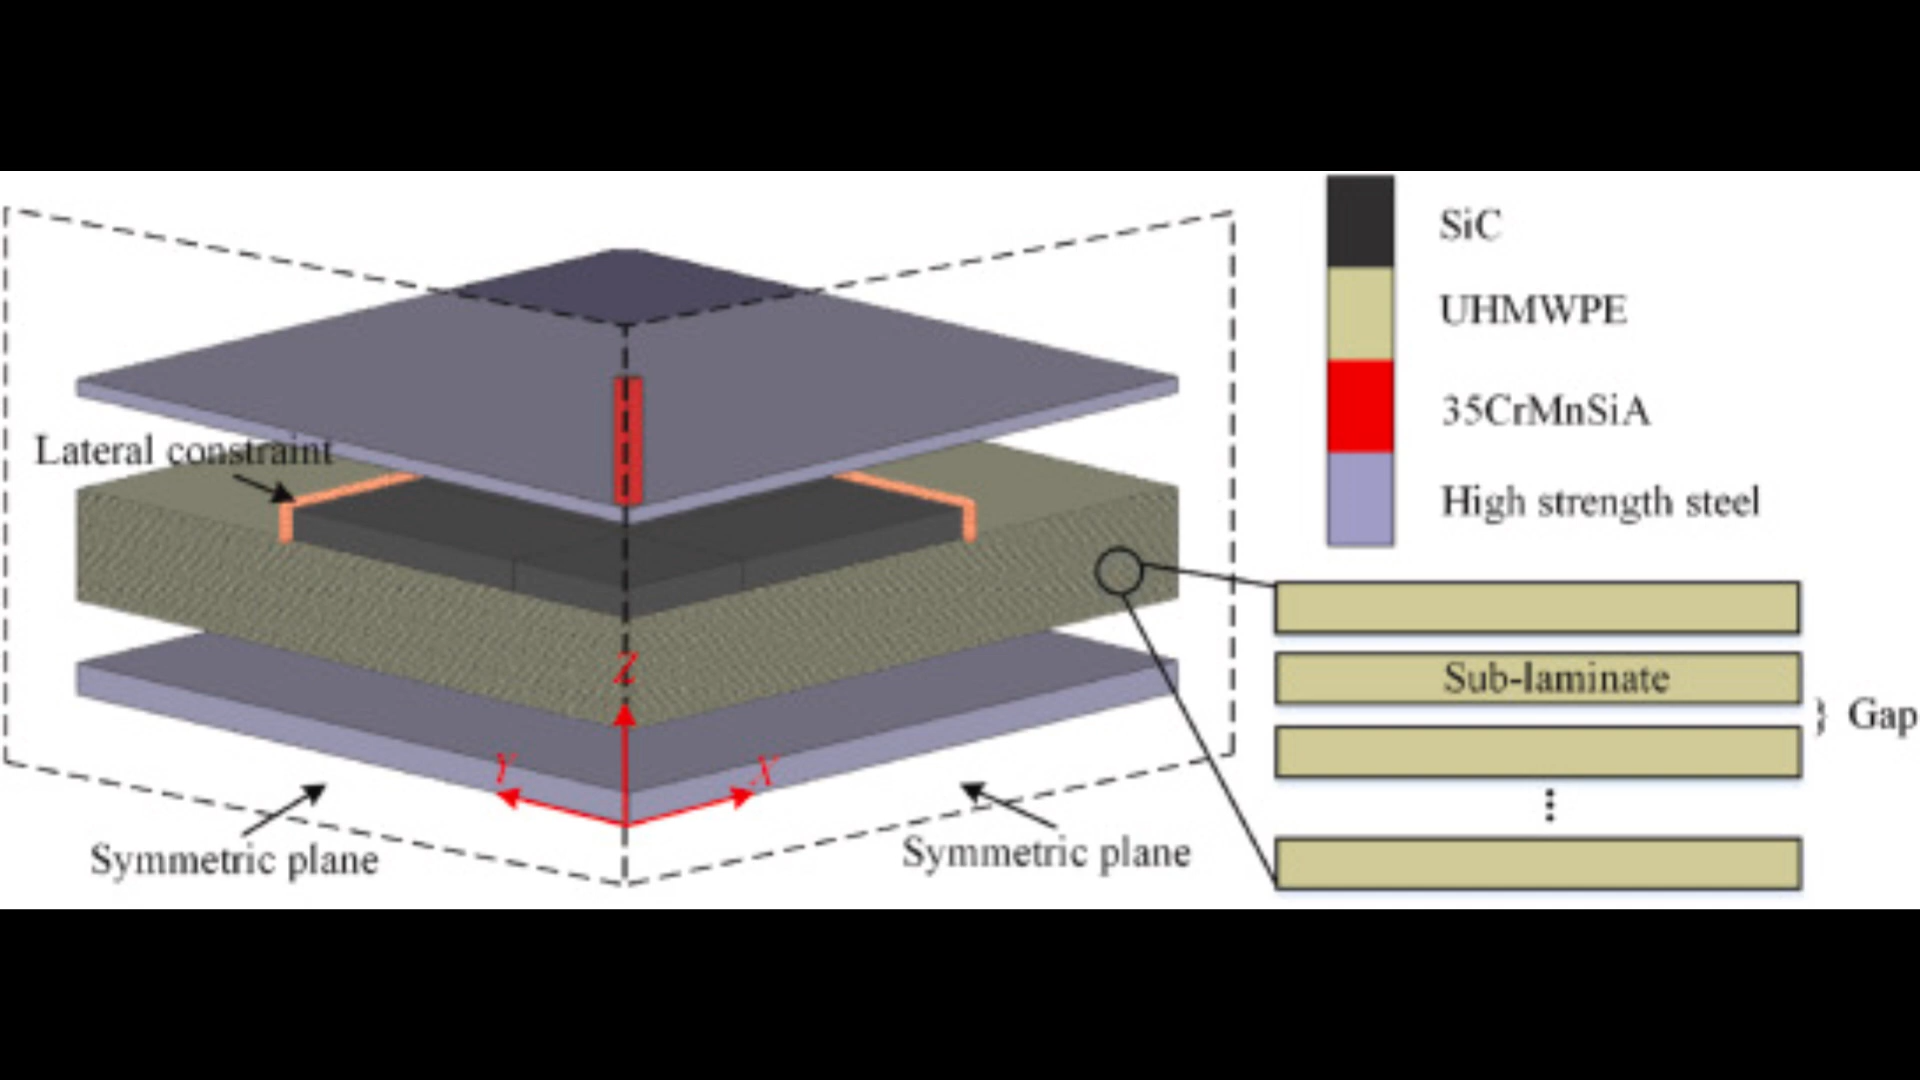 SiC
UHMWPE
35CrMnSiA
High strength steel
Lateral constraint
Z
Y
X
Symmetric plane
Symmetric plane
Sub-laminate
Gap